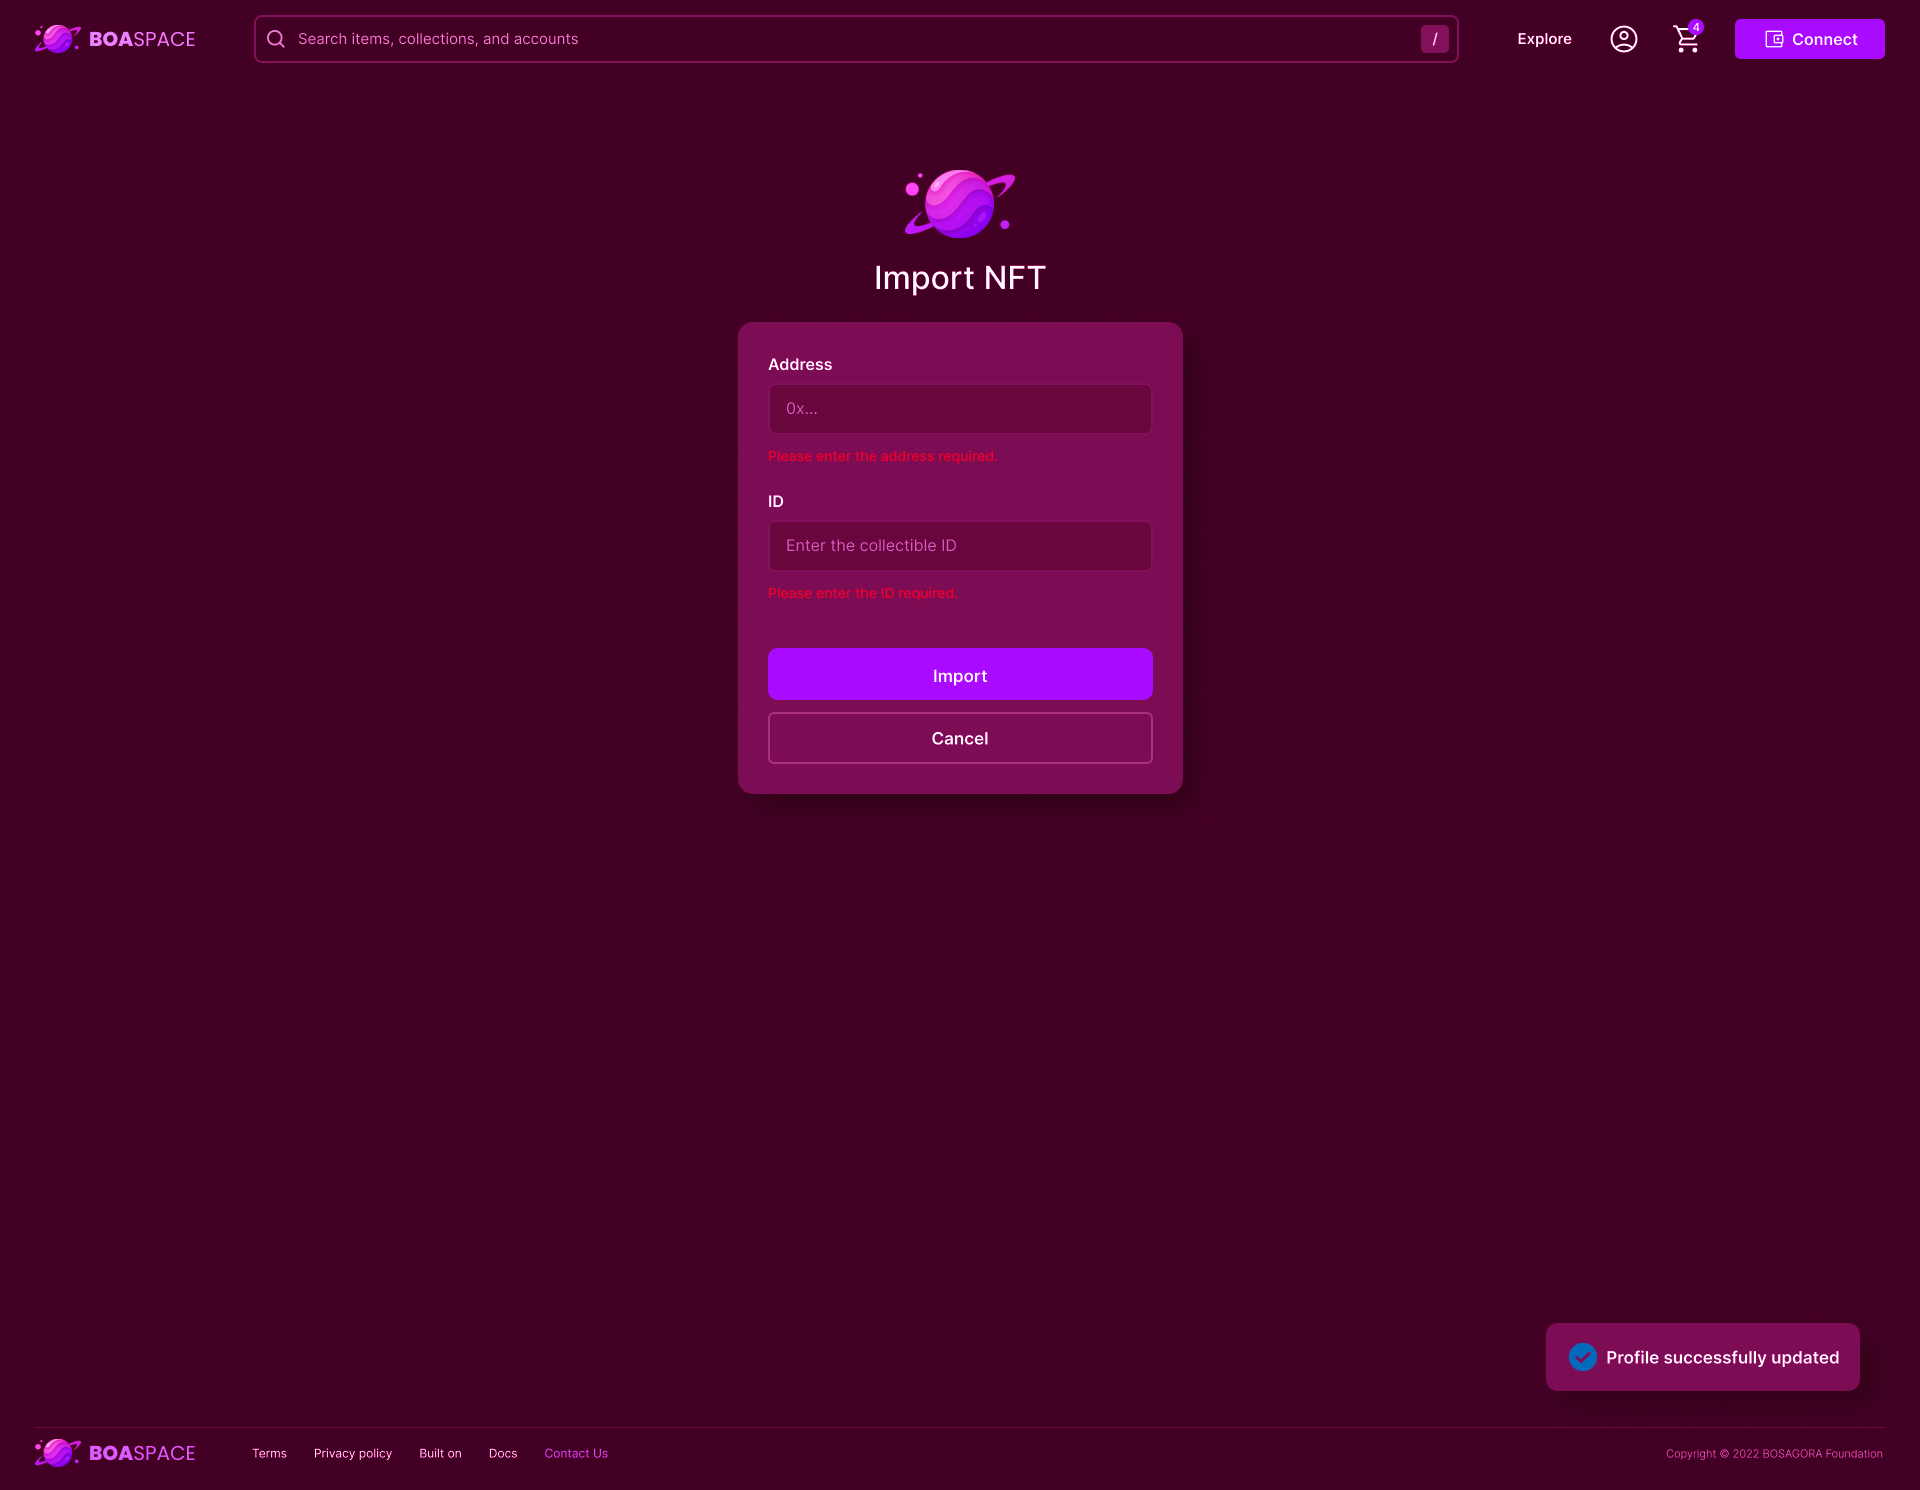 BOASPACE
Search items, collections, and accounts
/
Explore
4
Connect
Import NFT
Address
0x...
Please enter the address required.
ID
Enter the collectible ID
Please enter the ID required.
Import
Cancel
Profile successfully updated
BOASPACE
Terms
Privacy policy
Built on
Docs
Contact Us
Copyright © 2022 BOSAGORA Foundation